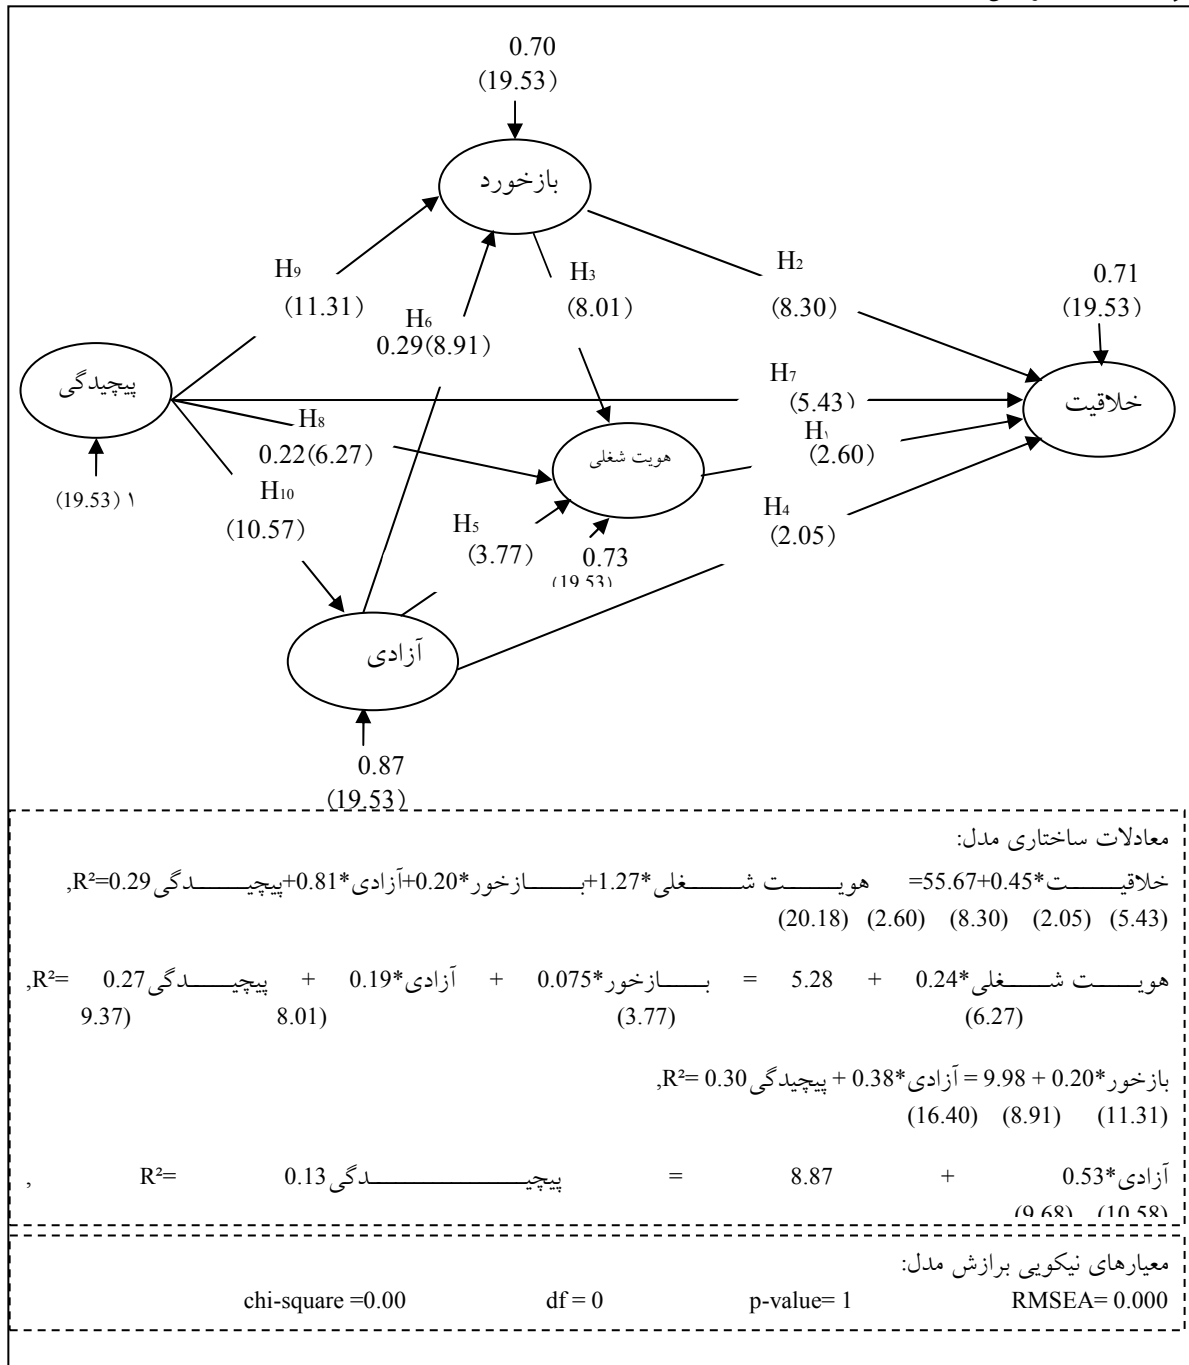 0.70
(19.53)
بازخورد
H9
(11.31)
H6
0.29(8.91)
H3
(8.01)
H2
(8.30)
0.71
(19.53)
پیچیدگی
H7
(5.43)
خلاقیت
H8
0.22(6.27)
H۱
(2.60)
هویت شغلی
(19.53) ۱
H10
(10.57)
H5
(3.77)
0.73
(19.53)
H4
(2.05)
آزادی
0.87
(19.53)
معادلات ساختاری مدل:
خلاقیت*0.45+55.67= هویت شغلی*1.27+بازخور*0.20+آزادی*0.81+پیچیدگی R²=0.29,
(20.18) (2.60) (8.30) (2.05) (5.43)
هویت شغلی*0.24 + 5.28 = بازخور*0.075 + آزادی*0.19 + پیچیدگی 0.27 R²=,
9.37) 8.01) (3.77) (6.27)
بازخور*0.20 + 9.98 = آزادی*0.38 + پیچیدگی R²= 0.30,
(16.40) (8.91) (11.31)
آزادی*0.53 + 8.87 = پیچیدگی 0.13 R²= ,
(9.68) (10.58)
معیارهای نیکویی برازش مدل:
chi-square =0.00 df = 0 p-value= 1 RMSEA= 0.000